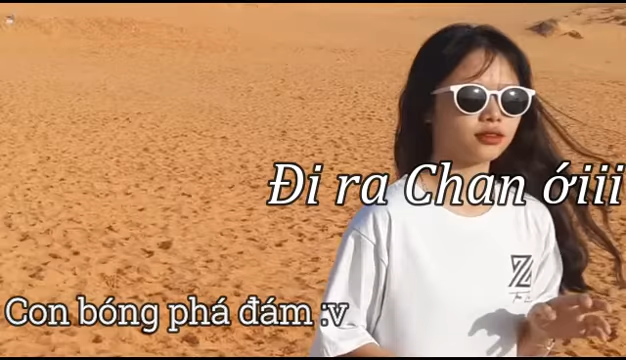 Đi ra Chan ớiii
Con bóng phá đám :v